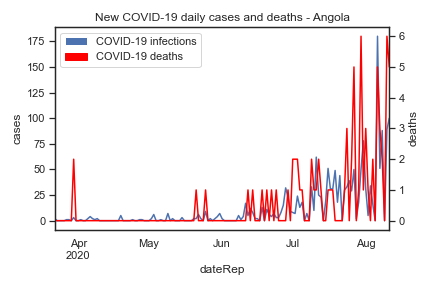 New COVID-19 daily cases and deaths - Angola
COVID-19 infections
COVID-19 deaths
175
150
125
100
75
50
25
0
cases
6
5
4
3
2
1
0
deaths
Apr
2020
May
Jun
Jul
Aug
dateRep